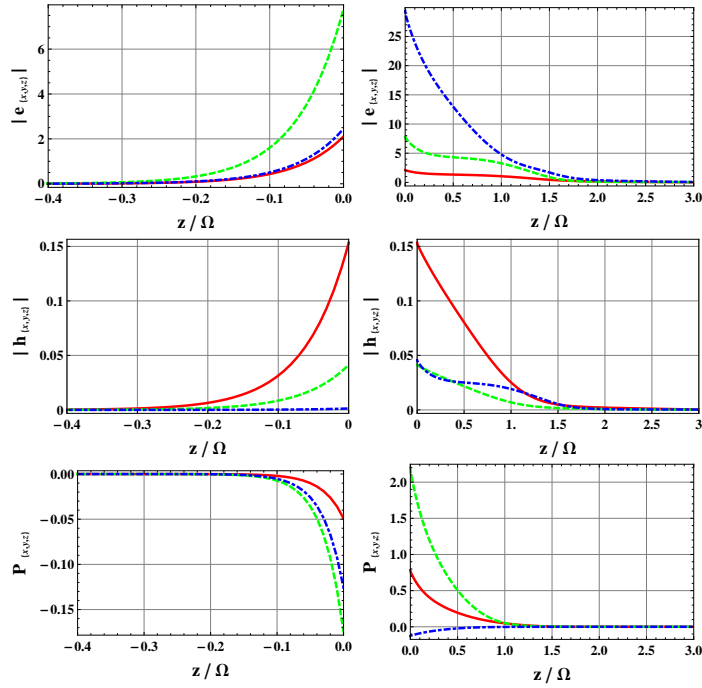 | e {x,y,z} |
8
6
4
2
0
−0.4 −0.3 −0.2 −0.1 0.0
z / Ω
| e {x,y,z} |
30
25
20
15
10
5
0
0.0 0.5 1.0 1.5 2.0 2.5 3.0
z / Ω
| h {x,y,z} |
0.15
0.1
0.05
0
−0.4 −0.3 −0.2 −0.1 0
z / Ω
| h {x,y,z} |
0.15
0.1
0.05
0
0 0.5 1 1.5 2 2.5 3
z / Ω
P {x,y,z}
0.00
−0.05
−0.10
−0.15
−0.4 −0.3 −0.2 −0.1 0.0
z / Ω
P {x,y,z}
2.0
1.5
1.0
0.5
0.0
0.0 0.5 1.0 1.5 2.0 2.5 3.0
z / Ω